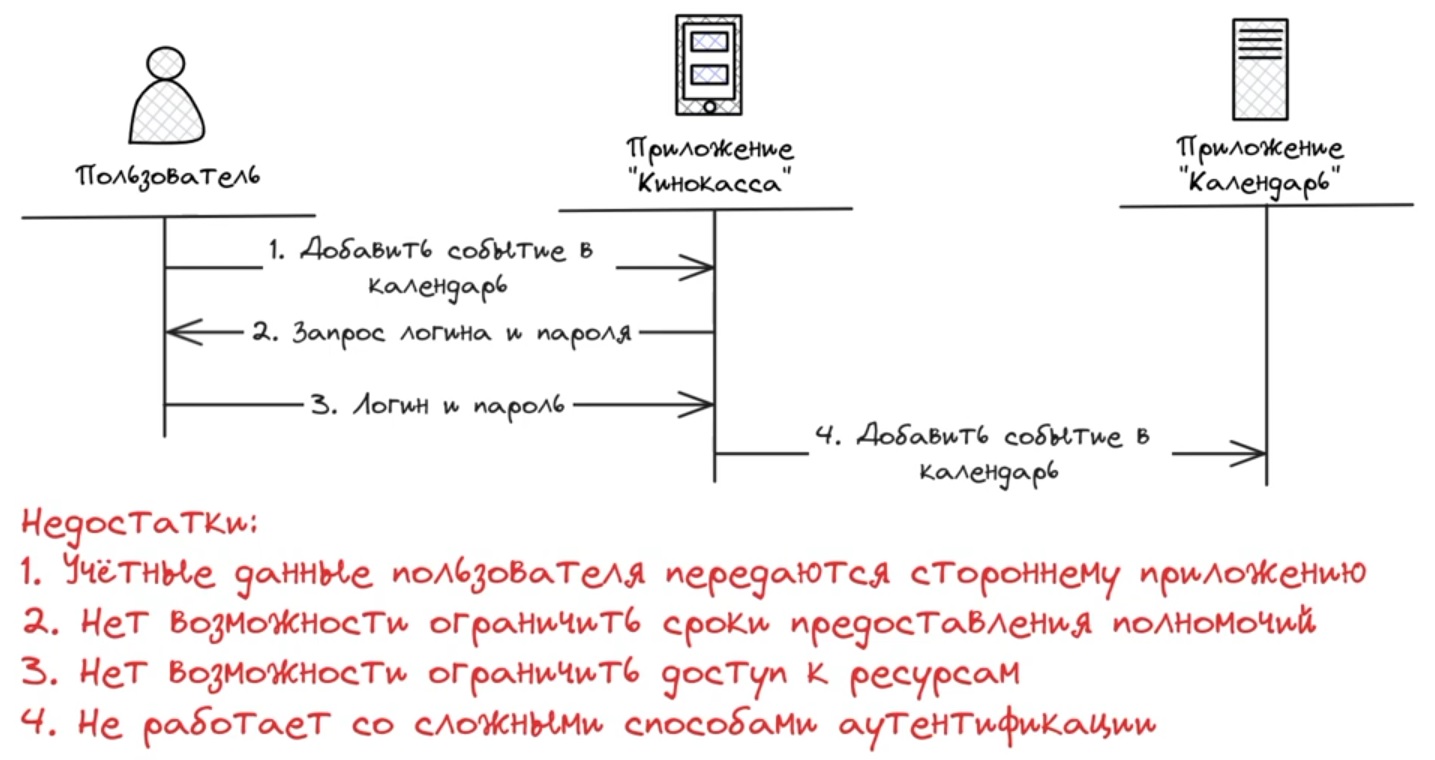 Пользователь
Приложение
"Кинокасса"
Приложение
"Календарь"
1. Добавить событие в
календарь
2. Запрос логина и пароля
3. Логин и пароль
4. Добавить событие в
календарь
Недостатки:
1. Учётные данные пользователя передаются стороннему приложению
2. Нет возможности ограничить сроки предоставления полномочий
3. Нет возможности ограничить доступ к ресурсам
4. Не работает со сложными способами аутентификации